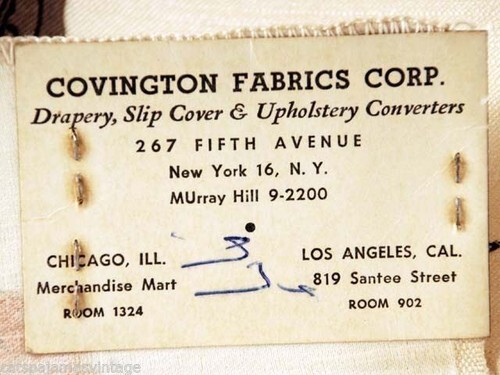 COVINGTON FABRICS CORP.
Drapery, Slip Cover & Upholstery Converters
267 FIFTH AVENUE
New York 16, N. Y.
MUrray Hill 9-2200
CHICAGO, ILL.
Merchandise Mart
ROOM 1324
LOS ANGELES, CAL.
819 Santee Street
ROOM 902
catspajamesvintage